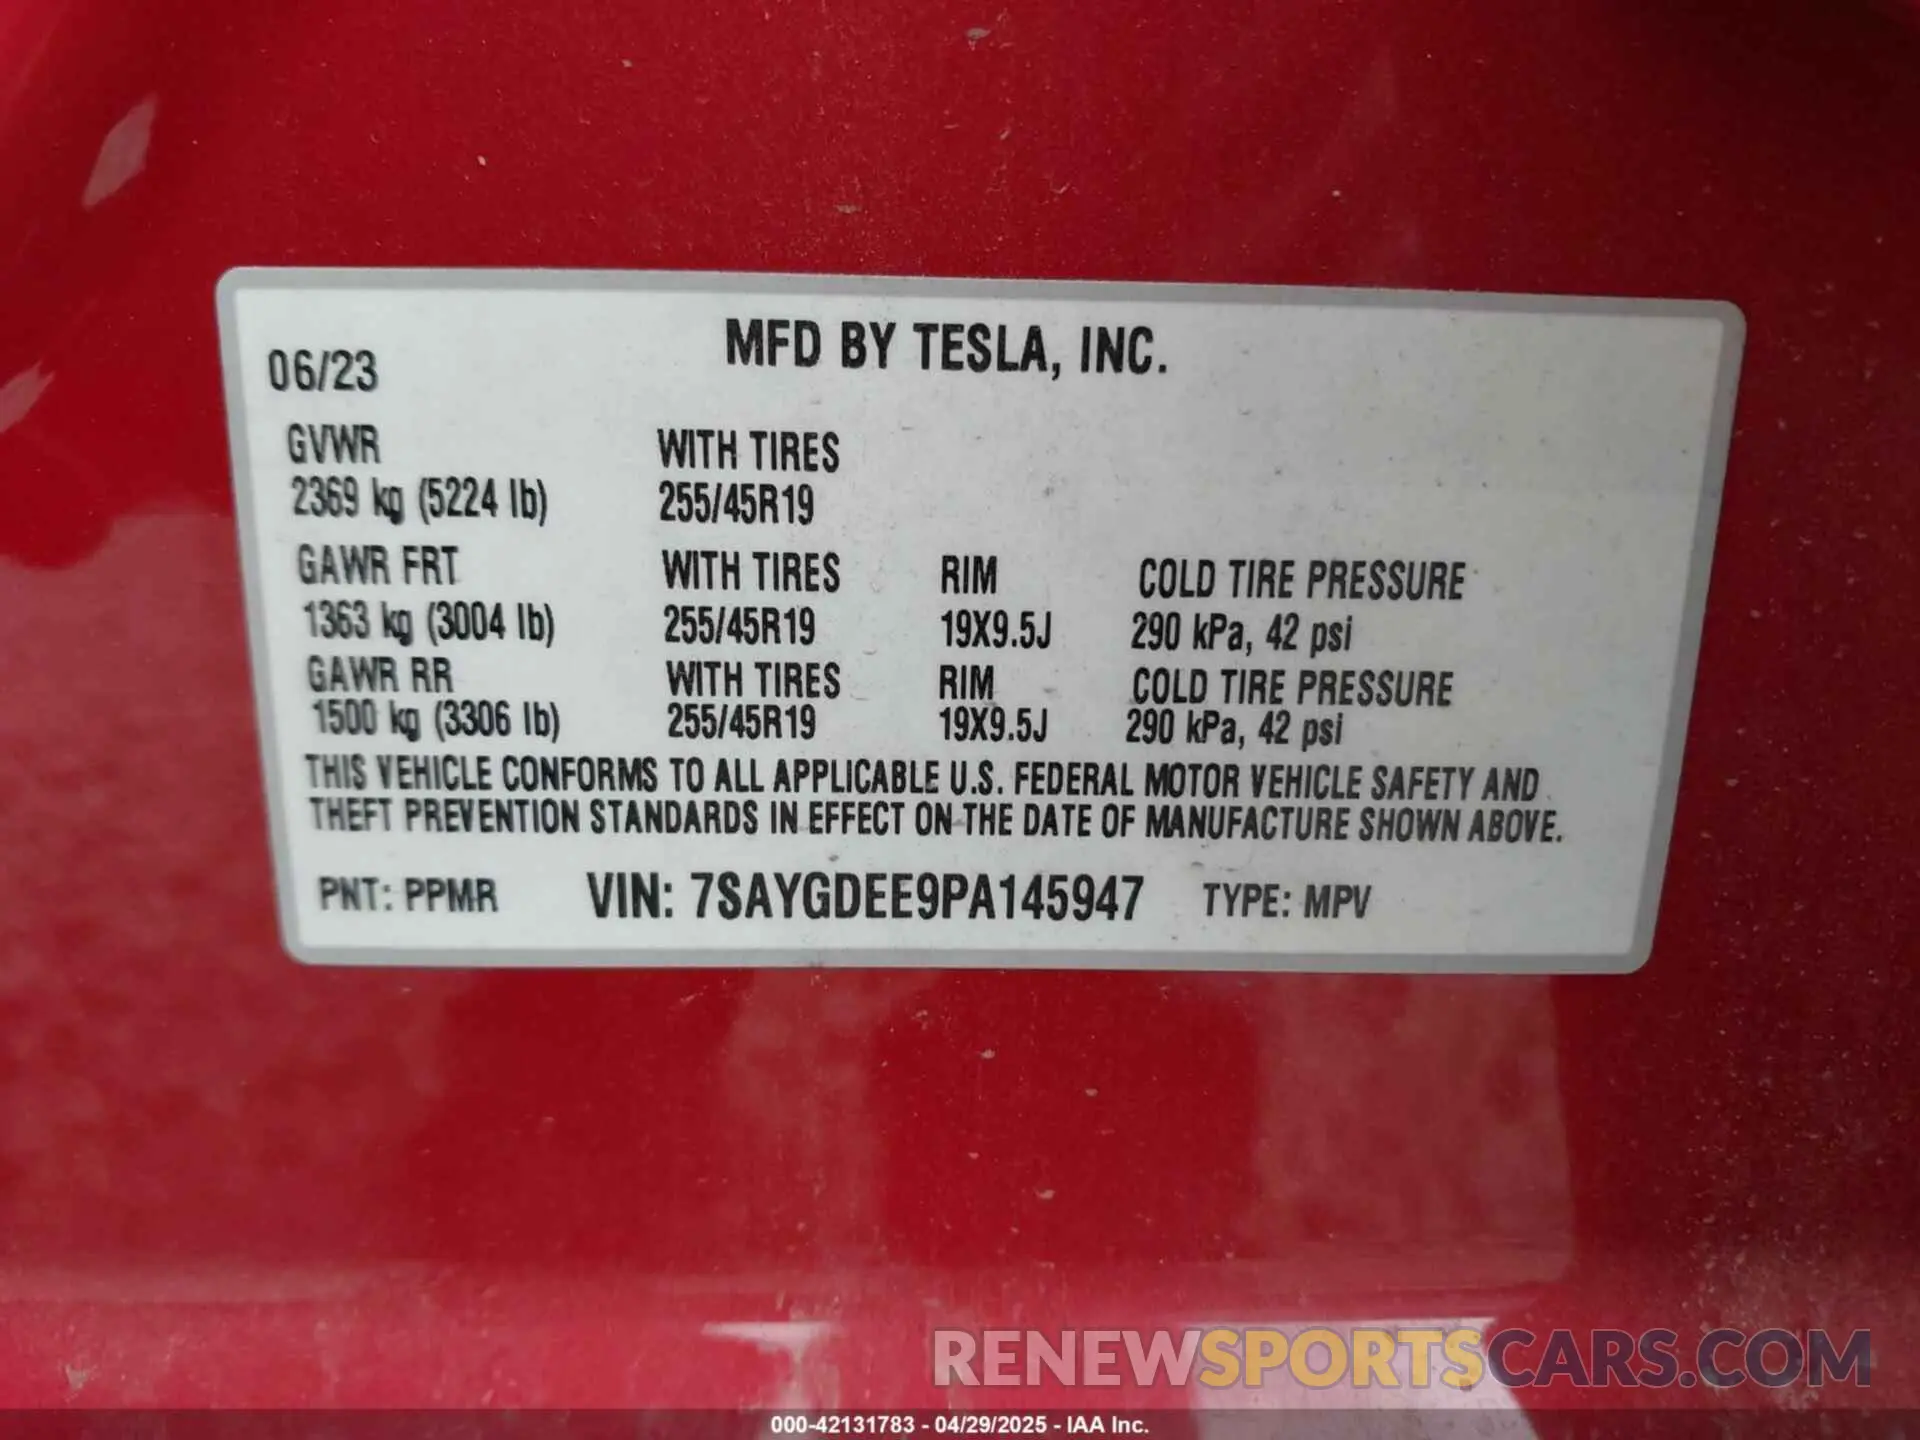 MFD BY TESLA, INC.
06/23
GVWR WITH TIRES
2369 kg (5224 lb) 255/45R19
GAWR FRT WITH TIRES RIM COLD TIRE PRESSURE
1363 kg (3004 lb) 255/45R19 19X9.5J 290 kPa, 42 psi
GAWR RR WITH TIRES RIM COLD TIRE PRESSURE
1500 kg (3306 lb) 255/45R19 19X9.5J 290 kPa, 42 psi
THIS VEHICLE CONFORMS TO ALL APPLICABLE U.S. FEDERAL MOTOR VEHICLE SAFETY AND
THEFT PREVENTION STANDARDS IN EFFECT ON THE DATE OF MANUFACTURE SHOWN ABOVE.
PNT: PPMR VIN: 7SAYGDEE9PA145947 TYPE: MPV
RENEWSPORTSCARS.COM
000-42131783 - 04/29/2025 - IAA Inc.